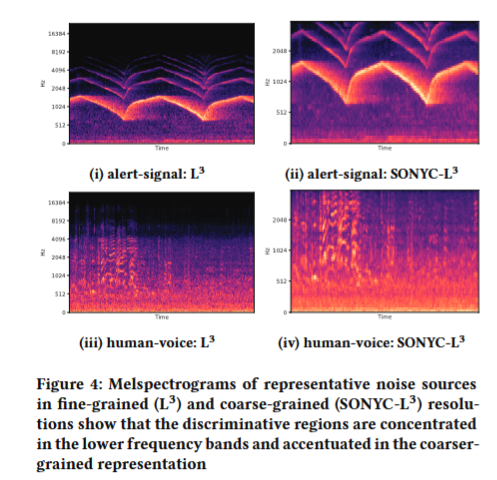 16384
8192
4096
2048
1024
512
0
Hz
Time
2048
1024
512
0
Hz
Time
(i) alert-signal: L³
(ii) alert-signal: SONYC-L³
16384
8192
4096
2048
1024
512
0
Hz
Time
2048
1024
512
0
Hz
Time
(iii) human-voice: L³
(iv) human-voice: SONYC-L³
Figure 4: Melspectrograms of representative noise sources
in fine-grained (L³) and coarse-grained (SONYC-L³) resolu-
tions show that the discriminative regions are concentrated
in the lower frequency bands and accentuated in the coarser-
grained representation